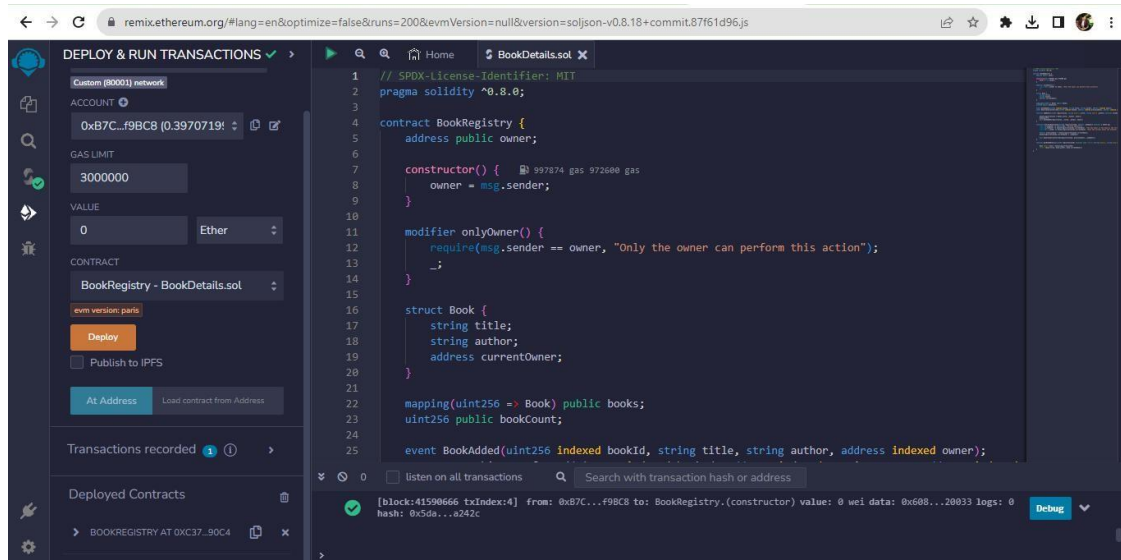 remix.ethereum.org/#lang=en&optimize=false&runs=200&evmVersion=null&version=soljson-v0.8.18+commit.87f61d96.js
DEPLOY & RUN TRANSACTIONS
Custom (80001) network
ACCOUNT
0xB7C...f9BC8 (0.3970719
GAS LIMIT
3000000
VALUE
0
Ether
CONTRACT
BookRegistry - BookDetails.sol
evm version: paris
Deploy
Publish to IPFS
At Address
Load contract from Address
Transactions recorded 1
Deployed Contracts
BOOKREGISTRY AT 0XC37...90C4
Home
BookDetails.sol
1 // SPDX-License-Identifier: MIT
2 pragma solidity ^0.8.0;
3
4 contract BookRegistry {
5 address public owner;
6
7 constructor() { 997874 gas 972600 gas
8 owner = msg.sender;
9 }
10
11 modifier onlyOwner() {
12 require(msg.sender == owner, "Only the owner can perform this action");
13 _;
14 }
15
16 struct Book {
17 string title;
18 string author;
19 address currentOwner;
20 }
21
22 mapping(uint256 => Book) public books;
23 uint256 public bookCount;
24
25 event BookAdded(uint256 indexed bookId, string title, string author, address indexed owner);
0
listen on all transactions
Search with transaction hash or address
[block:41590666 txIndex:4] from: 0xB7C...f9BC8 to: BookRegistry.(constructor) value: 0 wei data: 0x608...20033 logs: 0
hash: 0x5da...a242c
Debug
>